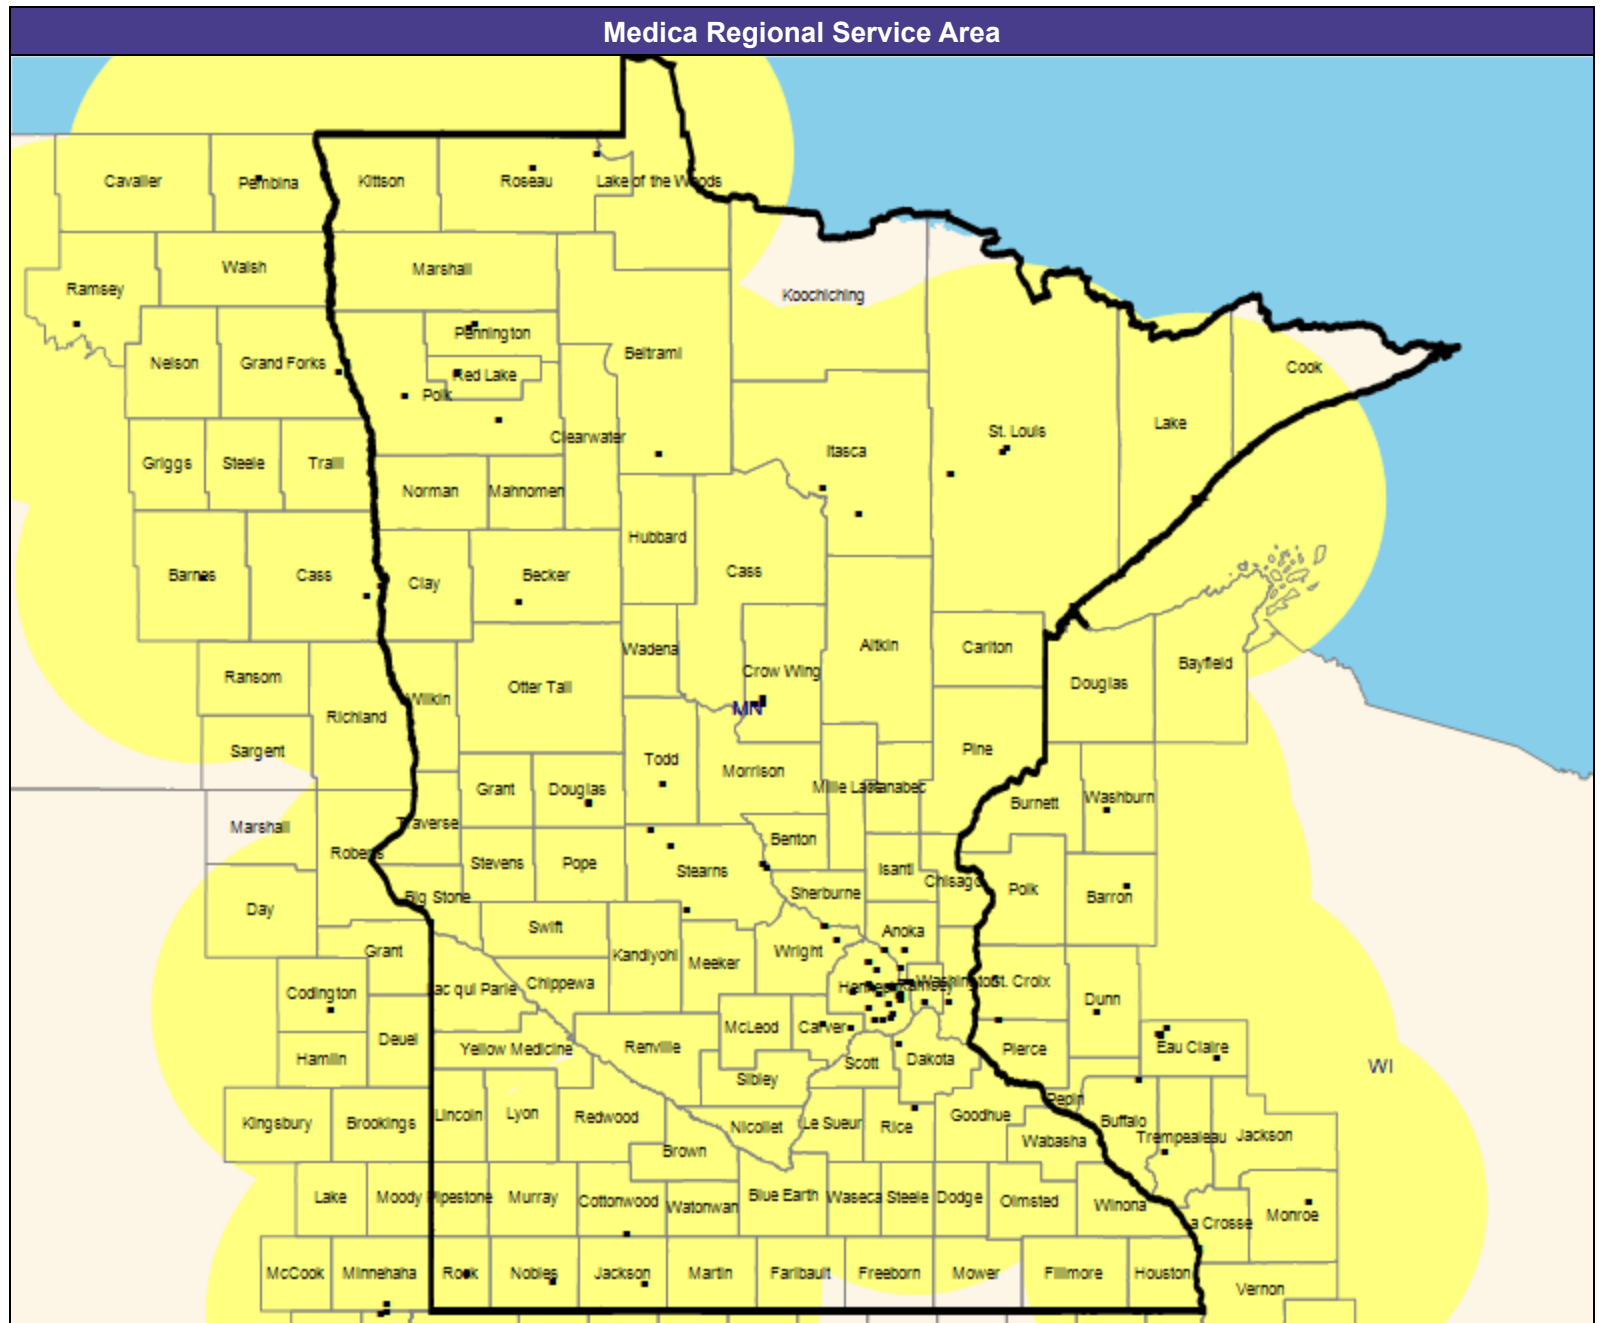 Medica Regional Service Area
Cavalier
Pembina
Kittson
Roseau
Lake of the Woods
Ramsey
Walsh
Marshall
Koochiching
Nelson
Grand Forks
Pennington
Red Lake
Polk
Beltrami
Cook
Clearwater
Itasca
St. Louis
Lake
Griggs
Steele
Traill
Norman
Mahnomen
Hubbard
Cass
Barnes
Cass
Clay
Becker
Wadena
Crow Wing
Aitkin
Carlton
Douglas
Bayfield
Ransom
Richland
Wilkin
Otter Tail
MN
Sargent
Todd
Morrison
Pine
Grant
Douglas
Mille Lacs
Kanabec
Burnett
Washburn
Marshall
Roberts
Traverse
Stevens
Pope
Stearns
Benton
Isanti
Chisago
Polk
Barron
Day
Big Stone
Swift
Sherburne
Anoka
Grant
Kandiyohi
Meeker
Wright
Codington
Lac qui Parle
Chippewa
Hennepin
Ramsey
Washington
St. Croix
Dunn
Deuel
McLeod
Carver
Hamlin
Yellow Medicine
Renville
Scott
Dakota
Pierce
Eau Claire
WI
Sibley
Kingsbury
Brookings
Lincoln
Lyon
Redwood
Nicollet
Le Sueur
Rice
Goodhue
Pepin
Buffalo
Trempealeau
Jackson
Brown
Wabasha
Lake
Moody
Pipestone
Murray
Cottonwood
Watonwan
Blue Earth
Waseca
Steele
Dodge
Olmsted
Winona
La Crosse
Monroe
McCook
Minnehaha
Rock
Nobles
Jackson
Martin
Faribault
Freeborn
Mower
Fillmore
Houston
Vernon